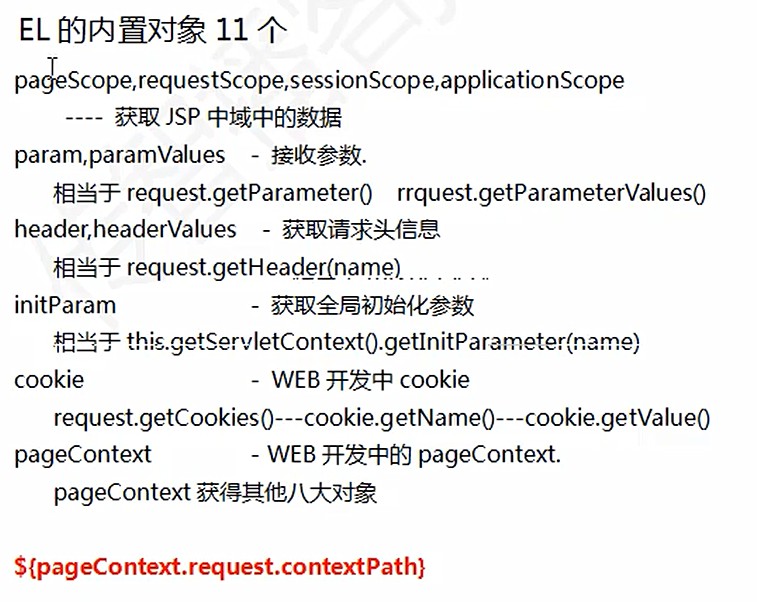 EL 的内置对象 11 个
pageScope,requestScope,sessionScope,applicationScope
---- 获取 JSP 中域中的数据
param,paramValues - 接收参数.
相当于 request.getParameter() rrquest.getParameterValues()
header,headerValues - 获取请求头信息
相当于 request.getHeader(name)
initParam - 获取全局初始化参数
相当于 this.getServletContext().getInitParameter(name)
cookie - WEB 开发中 cookie
request.getCookies()---cookie.getName()---cookie.getValue()
pageContext - WEB 开发中的 pageContext.
pageContext 获得其他八大对象
${pageContext.request.contextPath}